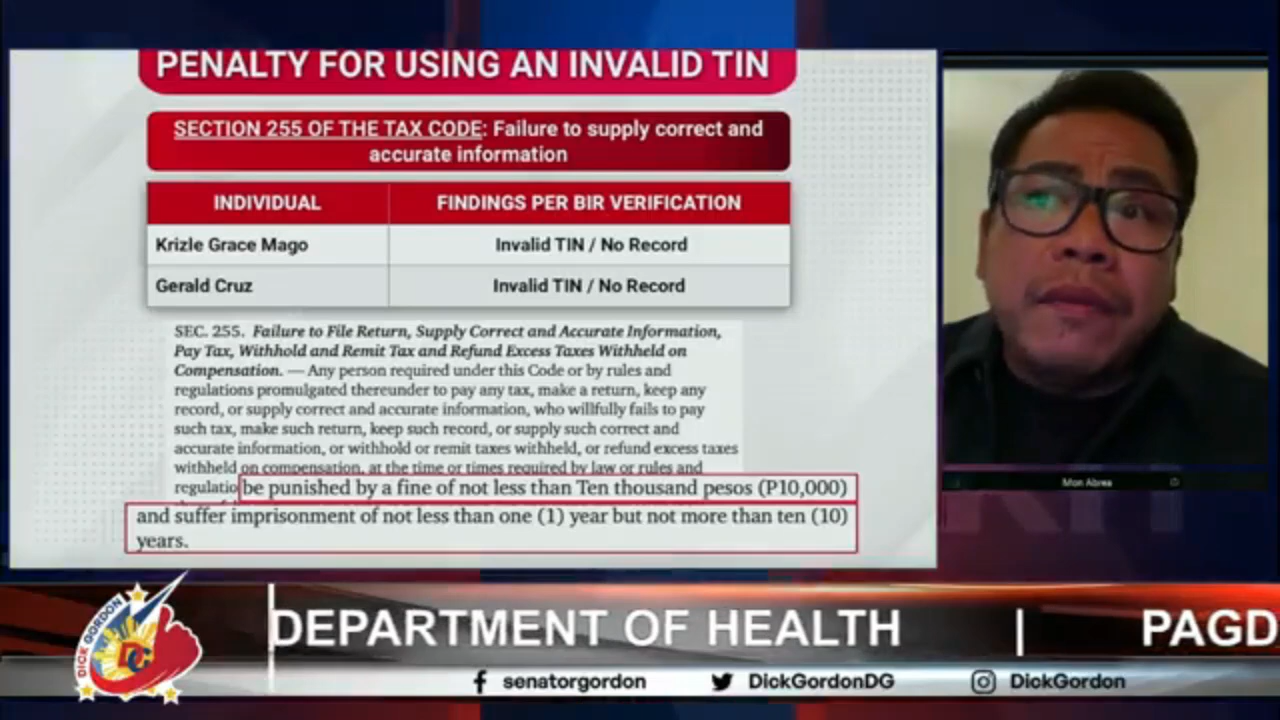 PENALTY FOR USING AN INVALID TIN
SECTION 255 OF THE TAX CODE: Failure to supply correct and
accurate information
INDIVIDUAL FINDINGS PER BIR VERIFICATION
Krizle Grace Mago Invalid TIN / No Record
Gerald Cruz Invalid TIN / No Record
SEC. 255. Failure to File Return, Supply Correct and Accurate Information,
Pay Tax, Withhold and Remit Tax and Refund Excess Taxes Withheld on
Compensation. — Any person required under this Code or by rules and
regulations promulgated thereunder to pay any tax, make a return, keep any
record, or supply correct and accurate information, who willfully fails to pay
such tax, make such return, keep such record, or supply such correct and
accurate information, or withhold or remit taxes withheld, or refund excess taxes
withheld on compensation, at the time or times required by law or rules and
regulatio be punished by a fine of not less than Ten thousand pesos (P10,000)
and suffer imprisonment of not less than one (1) year but not more than ten (10)
years.
Mon Abrea
DICK GORDON
DG
DEPARTMENT OF HEALTH | PAGD
senatorgordon DickGordonDG DickGordon